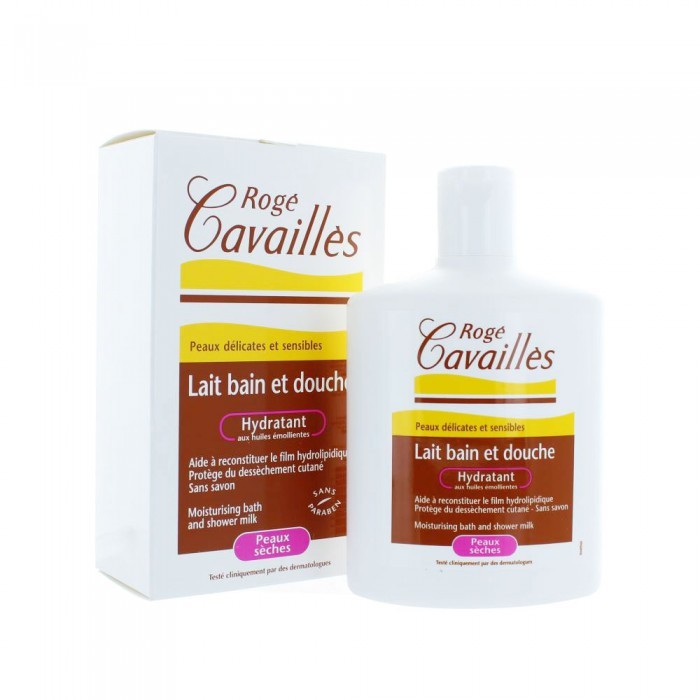 Rogé
Cavaillès
Peaux délicates et sensibles
Lait bain et douche
Hydratant
aux huiles émollientes
Aide à reconstituer le film hydrolipidique
Protège du dessèchement cutané
Sans savon
SANS
PARABEN
Moisturising bath
and shower milk
Peaux
sèches
Testé cliniquement par des dermatologues
Rogé
Cavaillès
Peaux délicates et sensibles
Lait bain et douche
Hydratant
aux huiles émollientes
Aide à reconstituer le film hydrolipidique
Protège du dessèchement cutané - Sans savon
Moisturising bath and shower milk
Peaux
sèches
Testé cliniquement par des dermatologues